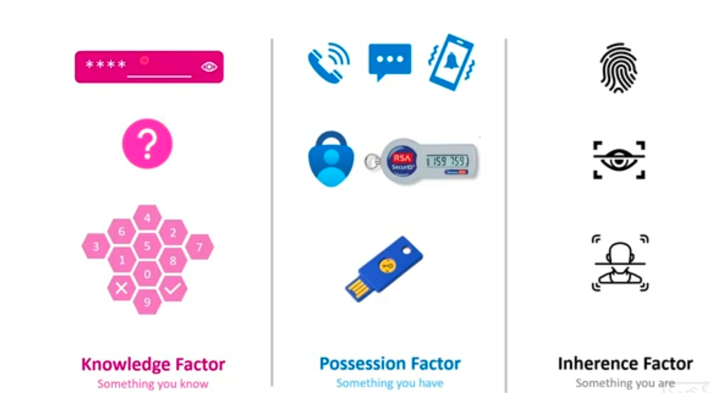 ****
?
4
6
2
3
5
7
1
8
0
9
RSA
SecurID
159 759
Knowledge Factor
Something you know
Possession Factor
Something you have
Inherence Factor
Something you are